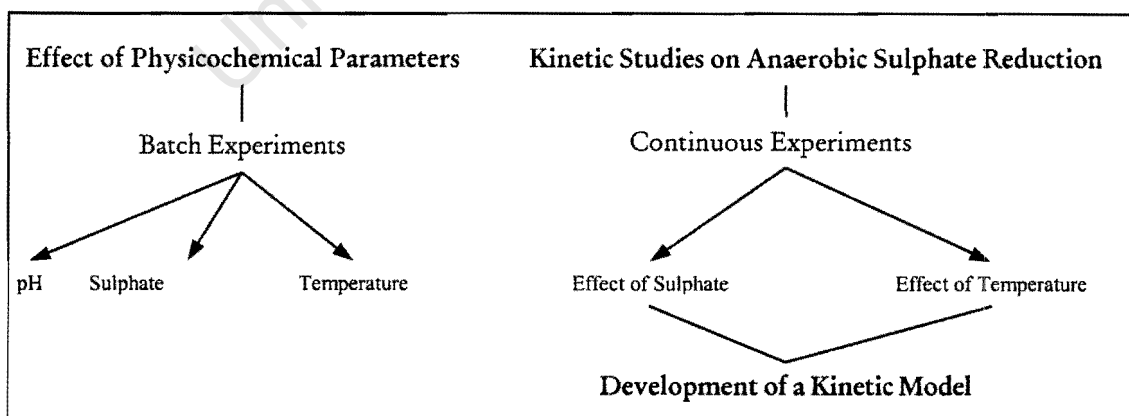 Effect of Physicochemical Parameters
Batch Experiments
pH Sulphate Temperature
Kinetic Studies on Anaerobic Sulphate Reduction
Continuous Experiments
Effect of Sulphate Effect of Temperature
Development of a Kinetic Model